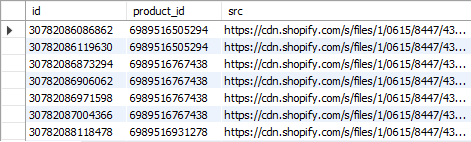 id product_id src
30782086086862 6989516505294 https://cdn.shopify.com/s/files/1/0615/8447/43...
30782086119630 6989516505294 https://cdn.shopify.com/s/files/1/0615/8447/43...
30782086873294 6989516767438 https://cdn.shopify.com/s/files/1/0615/8447/43...
30782086906062 6989516767438 https://cdn.shopify.com/s/files/1/0615/8447/43...
30782086971598 6989516767438 https://cdn.shopify.com/s/files/1/0615/8447/43...
30782087004366 6989516767438 https://cdn.shopify.com/s/files/1/0615/8447/43...
30782088118478 6989516931278 https://cdn.shopify.com/s/files/1/0615/8447/43...